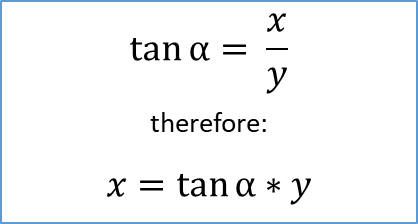 tan α = x/y
therefore:
x = tan α * y